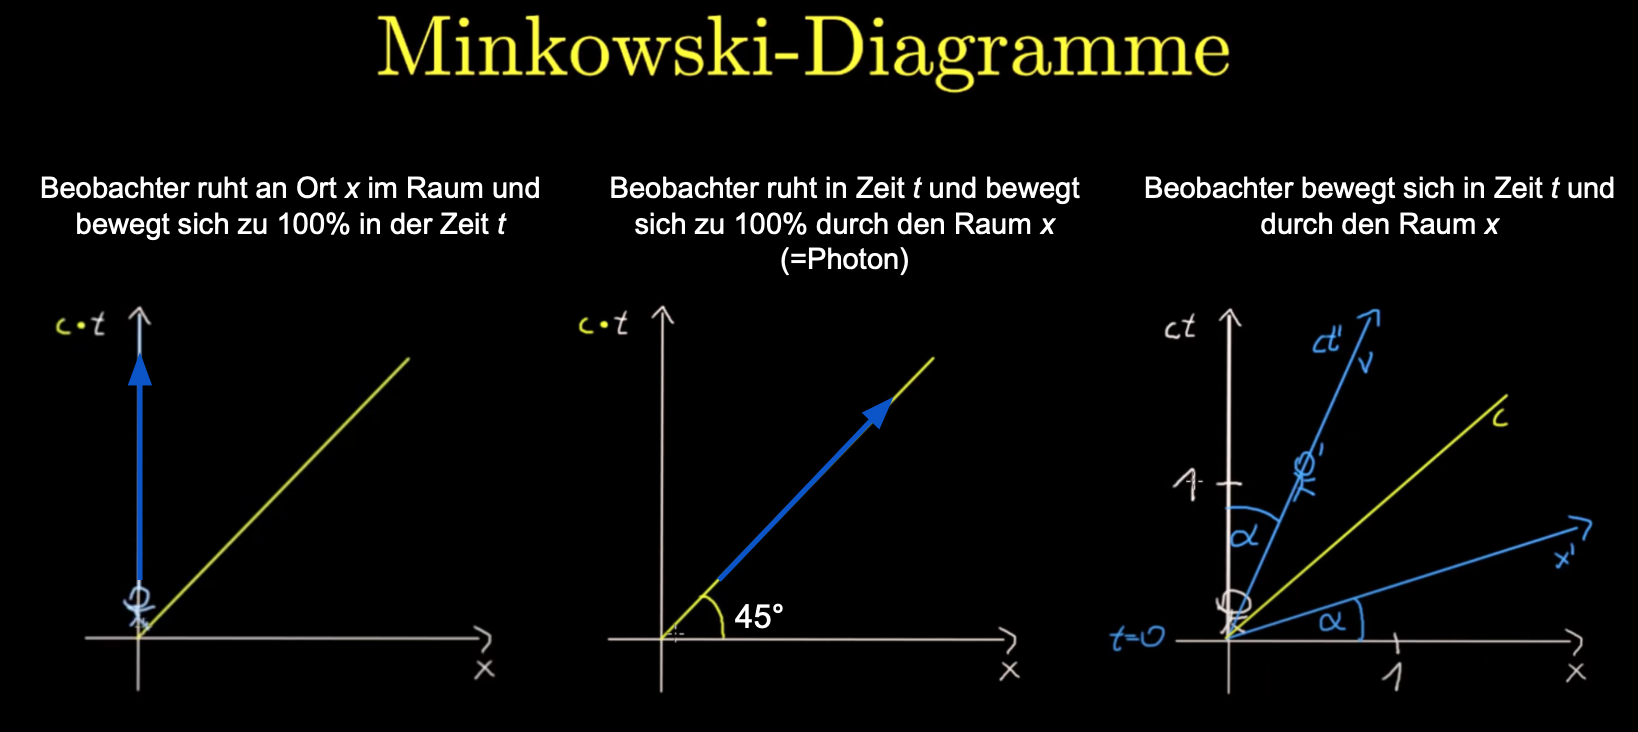 Minkowski-Diagramme
Beobachter ruht an Ort x im Raum und
bewegt sich zu 100% in der Zeit t
Beobachter ruht in Zeit t und bewegt
sich zu 100% durch den Raum x
(=Photon)
Beobachter bewegt sich in Zeit t und
durch den Raum x
c·t
x
c·t
45°
x
ct
ct'
v
c
1
α
x'
α
t=0
1
x